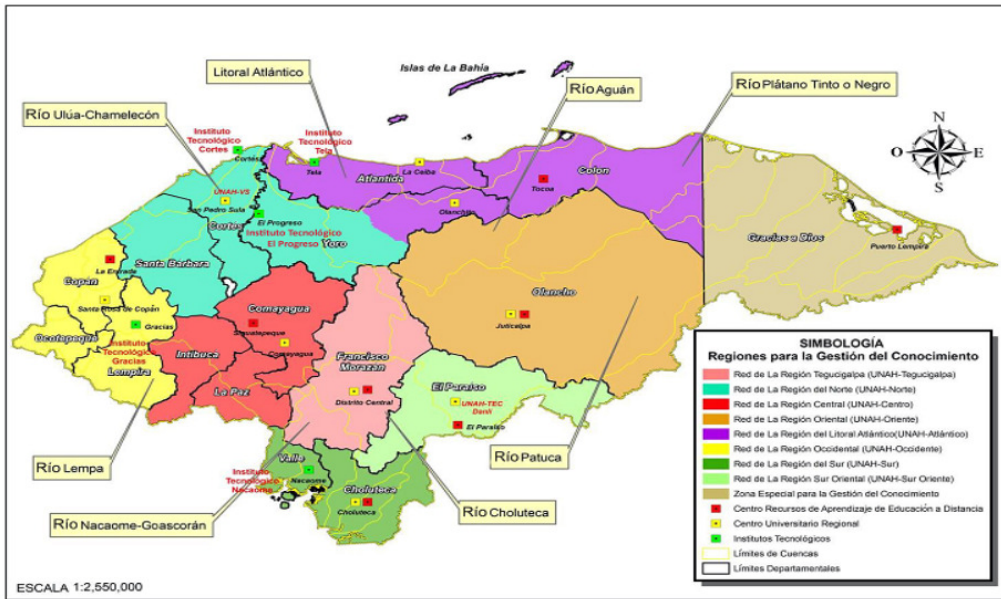 Islas de La Bahía
Litoral Atlántico
Río Aguán
Río Plátano Tinto o Negro
Río Ulúa-Chamelecón
N
O
E
S
Instituto
Tecnológico
Cortes
Cortés
Instituto
Tecnológico
Tela
Tela
Atlantida
La Ceiba
Colon
Tocoa
Olanchito
UNAH-VS
San Pedro Sula
Cortes
El Progreso
Instituto Tecnológico
El Progreso
Yoro
Gracias a Dios
Puerto Lempira
Santa Barbara
La Entrada
Copan
Santa Rosa de Copán
Gracias
Instituto
Tecnológico
Gracias
Ocotepeque
Lempira
Comayagua
Siguatepeque
Comayagua
Intibuca
La Paz
Olancho
Juticalpa
Francisco
Morazan
Distrito Central
El Paraíso
UNAH-TEC
Danlí
El Paraíso
Río Lempa
Río Patuca
Valle
Instituto
Tecnológico
Nacaome
Nacaome
Choluteca
Choluteca
Río Nacaome-Goascorán
Río Choluteca
SIMBOLOGÍA
Regiones para la Gestión del Conocimiento
Red de La Región Tegucigalpa (UNAH-Tegucigalpa)
Red de La Región del Norte (UNAH-Norte)
Red de La Región Central (UNAH-Centro)
Red de La Región Oriental (UNAH-Oriente)
Red de La Región del Litoral Atlántico(UNAH-Atlántico)
Red de La Región Occidental (UNAH-Occidente)
Red de La Región del Sur (UNAH-Sur)
Red de La Región Sur Oriental (UNAH-Sur Oriente)
Zona Especial para la Gestión del Conocimiento
Centro Recursos de Aprendizaje de Educación a Distancia
Centro Universitario Regional
Institutos Tecnológicos
Límites de Cuencas
Límites Departamentales
ESCALA 1:2,550,000